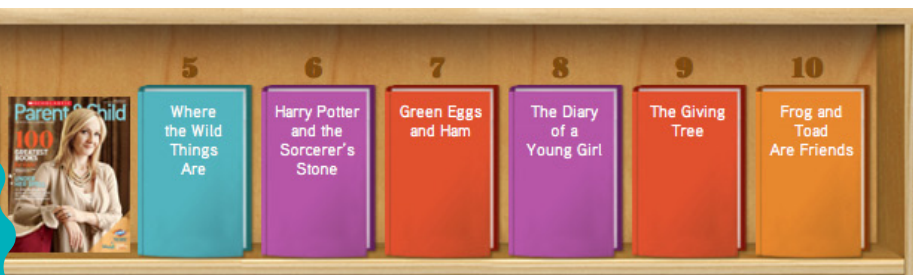 5
6
7
8
9
10
SCHOLASTIC
Parent & Child
100
GREATEST
BOOKS
Where
the Wild
Things
Are
Harry Potter
and the
Sorcerer's
Stone
Green Eggs
and Ham
The Diary
of a
Young Girl
The Giving
Tree
Frog and
Toad
Are Friends